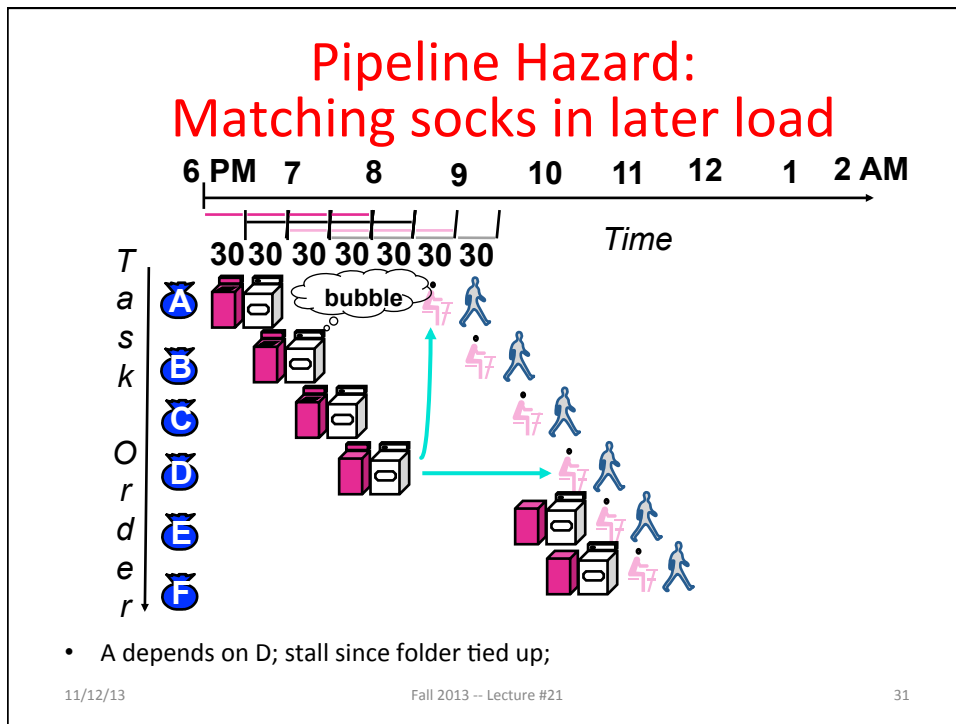 Pipeline Hazard:
Matching socks in later load
6 PM 7 8 9 10 11 12 1 2 AM
30 30 30 30 30 30
Time
Task Order
bubble
A
B
C
D
E
F
• A depends on D; stall since folder tied up;
11/12/13 Fall 2013 -- Lecture #21 31